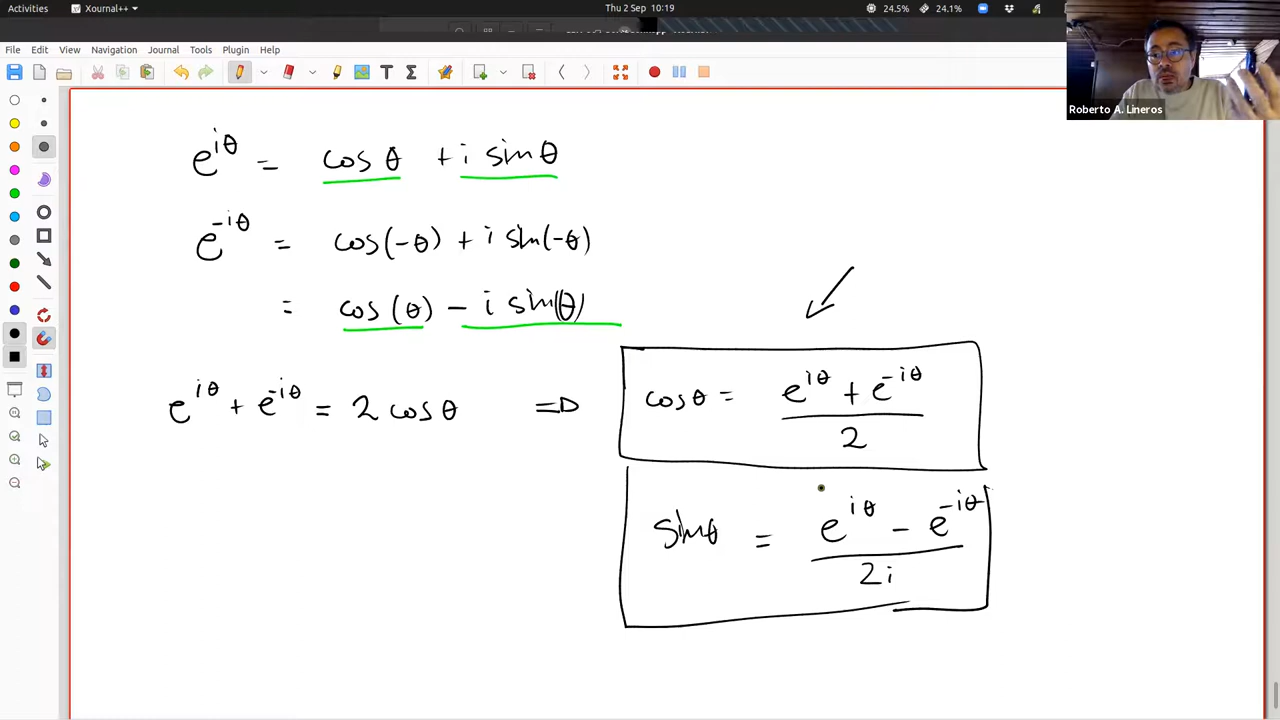 Activities Xournal++ Thu 2 Sep 10:19 24.5% 24.1%
File Edit View Navigation Journal Tools Plugin Help
Roberto A. Lineros
e^{iθ} = cos θ + i sin θ
e^{-iθ} = cos(-θ) + i sin(-θ)
= cos(θ) - i sin(θ)
e^{iθ} + e^{-iθ} = 2 cos θ ⇒ cos θ = \frac{e^{iθ} + e^{-iθ}}{2}
sin θ = \frac{e^{iθ} - e^{-iθ}}{2i}